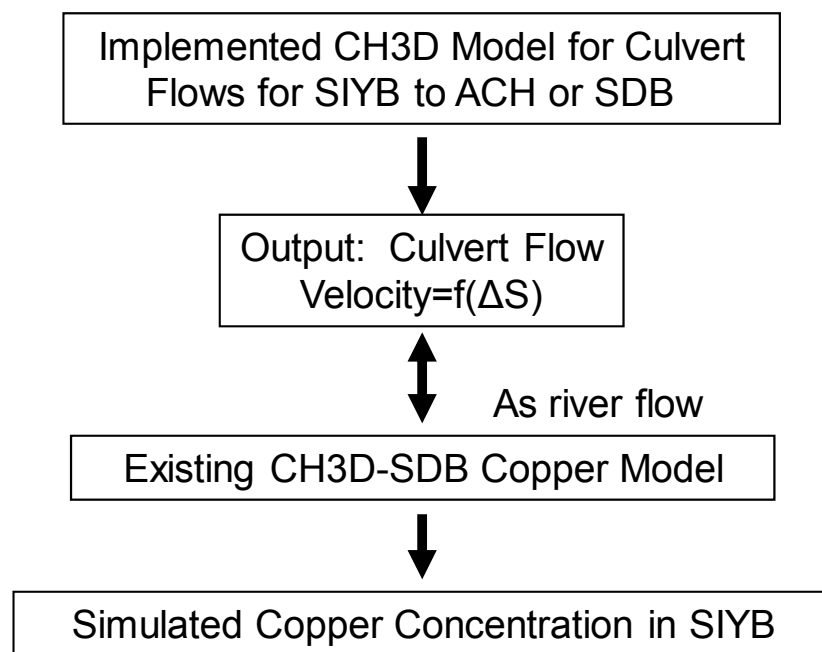 Implemented CH3D Model for Culvert
Flows for SIYB to ACH or SDB
Output:  Culvert Flow
Velocity=f(ΔS)
As river flow
Existing CH3D-SDB Copper Model
Simulated Copper Concentration in SIYB